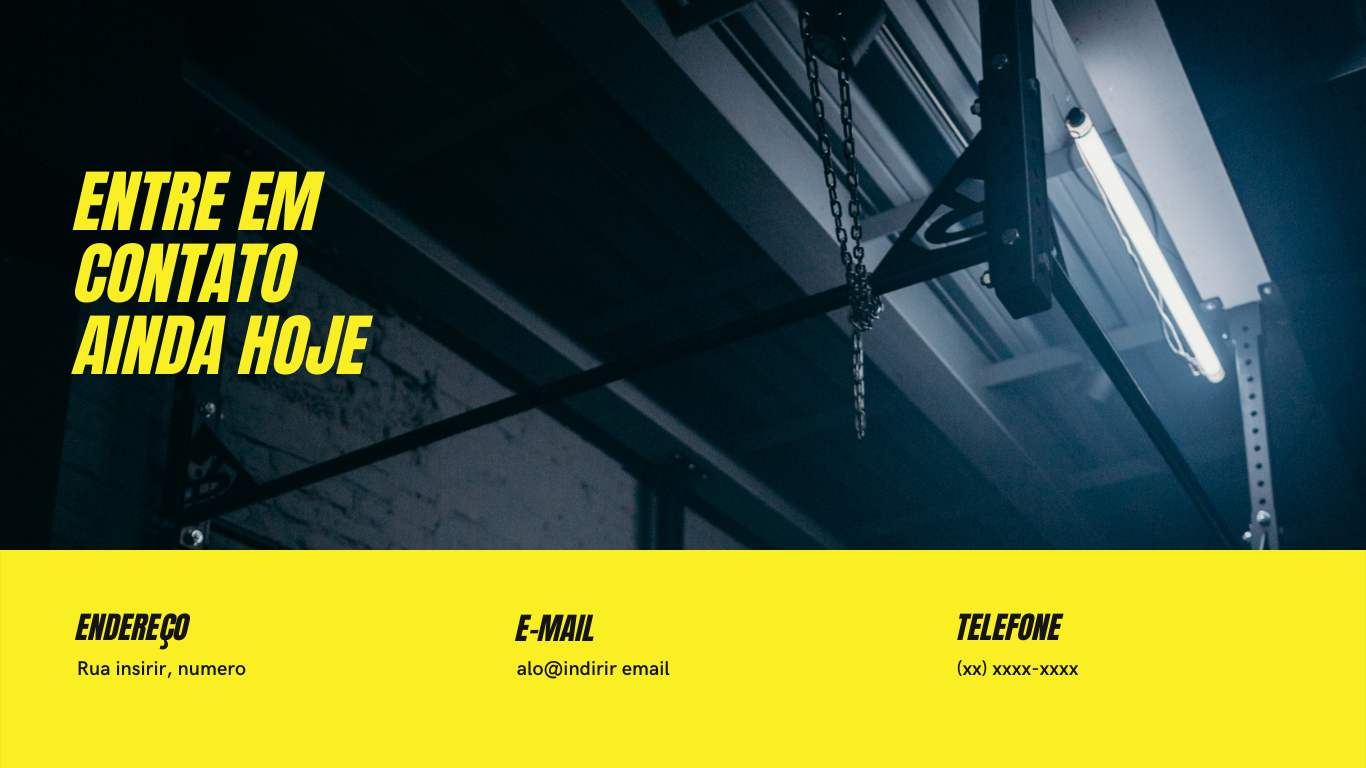 ENTRE EM
CONTATO
AINDA HOJE
ENDEREÇO
Rua insirir, numero
E-MAIL
alo@indirir email
TELEFONE
(xx) xxxx-xxxx